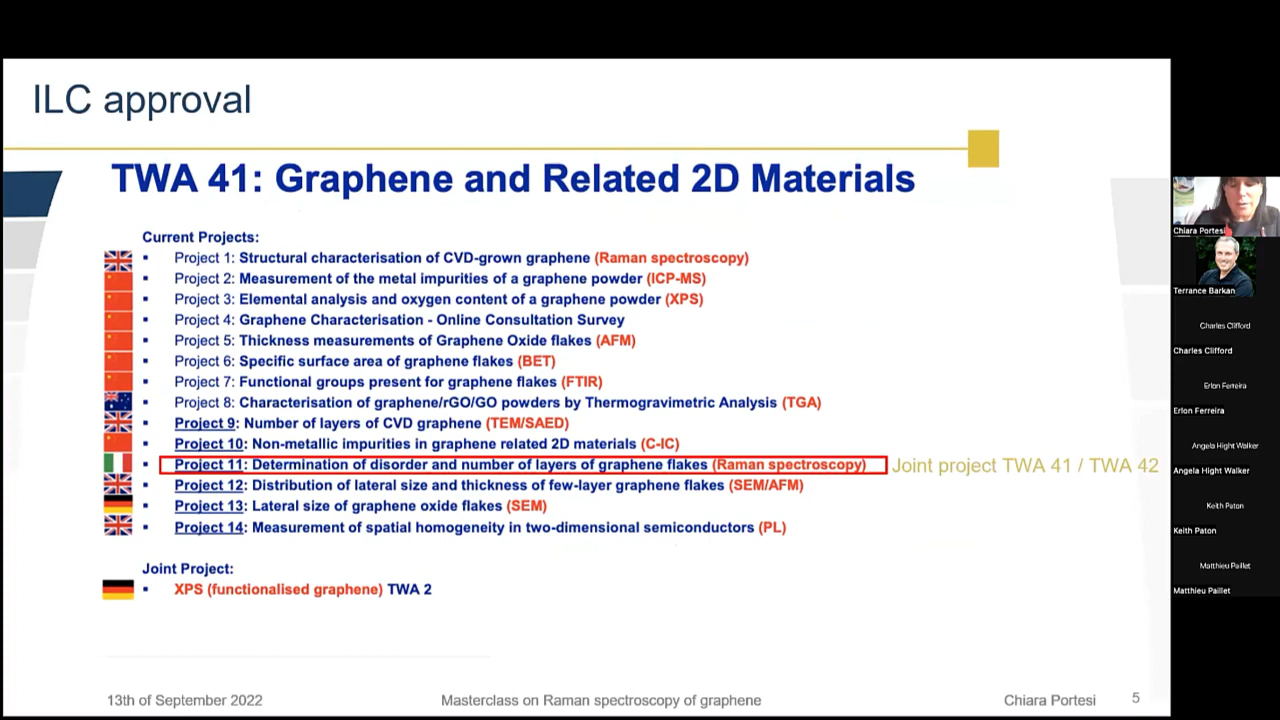 ILC approval
TWA 41: Graphene and Related 2D Materials
Current Projects:
▪ Project 1: Structural characterisation of CVD-grown graphene (Raman spectroscopy)
▪ Project 2: Measurement of the metal impurities of a graphene powder (ICP-MS)
▪ Project 3: Elemental analysis and oxygen content of a graphene powder (XPS)
▪ Project 4: Graphene Characterisation - Online Consultation Survey
▪ Project 5: Thickness measurements of Graphene Oxide flakes (AFM)
▪ Project 6: Specific surface area of graphene flakes (BET)
▪ Project 7: Functional groups present for graphene flakes (FTIR)
▪ Project 8: Characterisation of graphene/rGO/GO powders by Thermogravimetric Analysis (TGA)
▪ Project 9: Number of layers of CVD graphene (TEM/SAED)
▪ Project 10: Non-metallic impurities in graphene related 2D materials (C-IC)
▪ Project 11: Determination of disorder and number of layers of graphene flakes (Raman spectroscopy) Joint project TWA 41 / TWA 42
▪ Project 12: Distribution of lateral size and thickness of few-layer graphene flakes (SEM/AFM)
▪ Project 13: Lateral size of graphene oxide flakes (SEM)
▪ Project 14: Measurement of spatial homogeneity in two-dimensional semiconductors (PL)
Joint Project:
▪ XPS (functionalised graphene) TWA 2
13th of September 2022 Masterclass on Raman spectroscopy of graphene Chiara Portesi 5
Chiara Portesi
Terrance Barkan
Charles Clifford
Charles Clifford
Erlon Ferreira
Erlon Ferreira
Angela Hight Walker
Angela Hight Walker
Keith Paton
Keith Paton
Matthieu Paillet
Matthieu Paillet